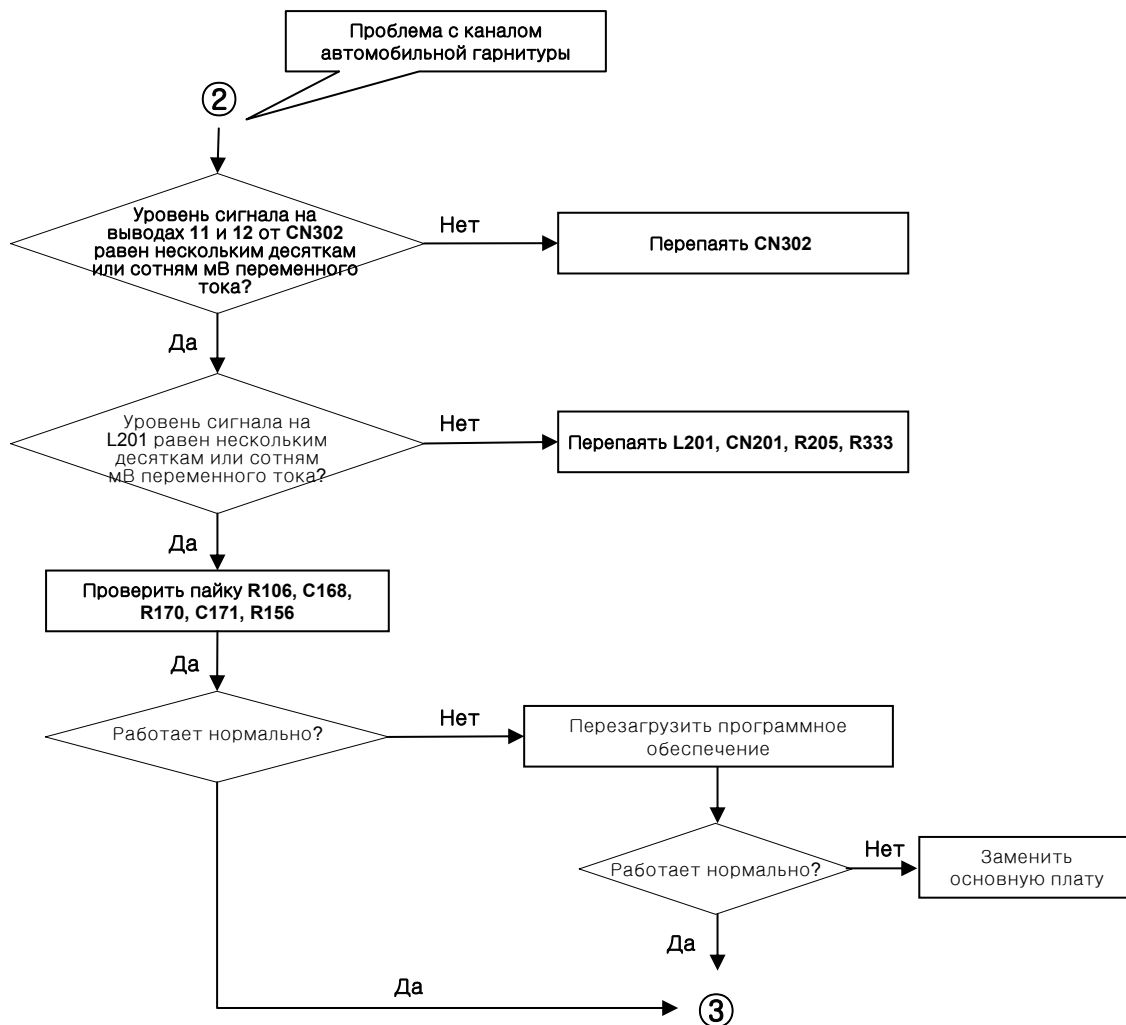 Проблема с каналом
автомобильной гарнитуры
②
Уровень сигнала на
выводах 11 и 12 от CN302
равен нескольким десяткам
или сотням мВ переменного
тока?
Нет
Перепаять CN302
Да
Уровень сигнала на
L201 равен нескольким
десяткам или сотням
мВ переменного тока?
Нет
Перепаять L201, CN201, R205, R333
Да
Проверить пайку R106, C168,
R170, C171, R156
Да
Работает нормально?
Нет
Перезагрузить программное
обеспечение
Работает нормально?
Нет
Заменить
основную плату
Да
Да
③